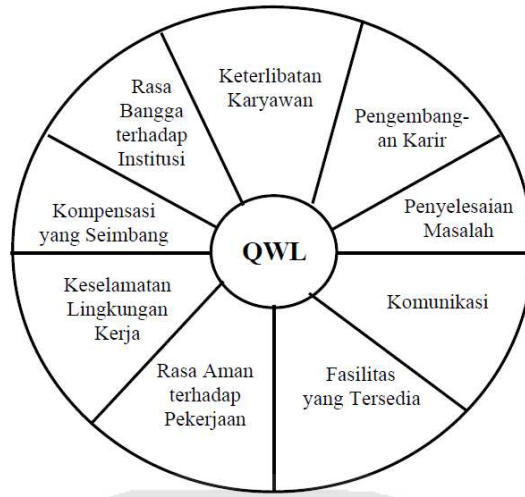 Keterlibatan
Karyawan
Pengembang-
an Karir
Penyelesaian
Masalah
Komunikasi
Fasilitas
yang Tersedia
Rasa Aman
terhadap
Pekerjaan
Keselamatan
Lingkungan
Kerja
Kompensasi
yang Seimbang
Rasa
Bangga
terhadap
Institusi
QWL